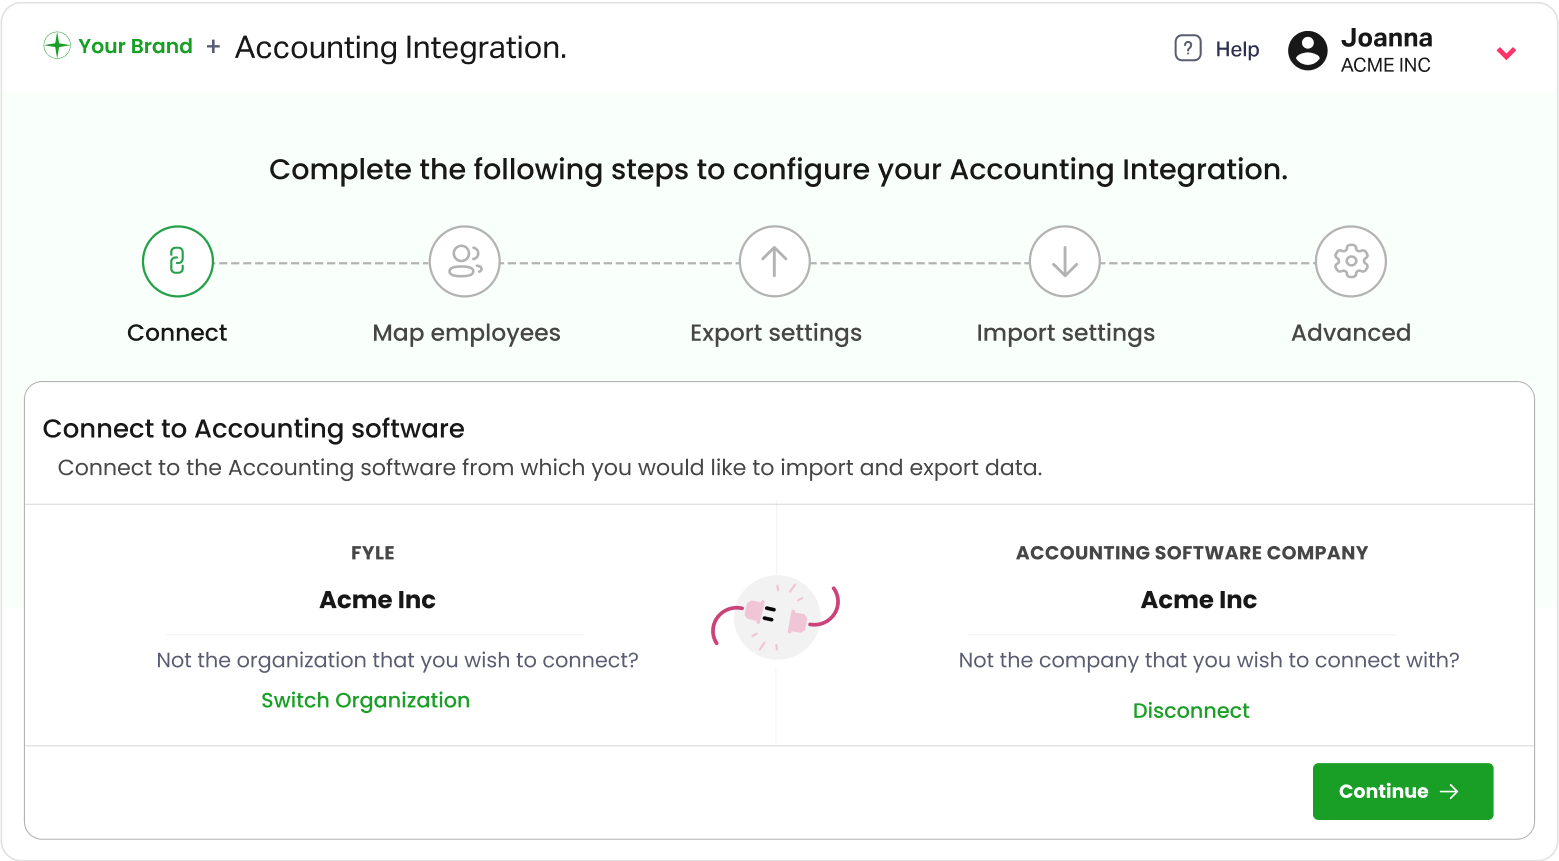 Your Brand + Accounting Integration.
? Help
Joanna
ACME INC
Complete the following steps to configure your Accounting Integration.
Connect
Map employees
Export settings
Import settings
Advanced
Connect to Accounting software
Connect to the Accounting software from which you would like to import and export data.
FYLE
Acme Inc
Not the organization that you wish to connect?
Switch Organization
ACCOUNTING SOFTWARE COMPANY
Acme Inc
Not the company that you wish to connect with?
Disconnect
Continue →